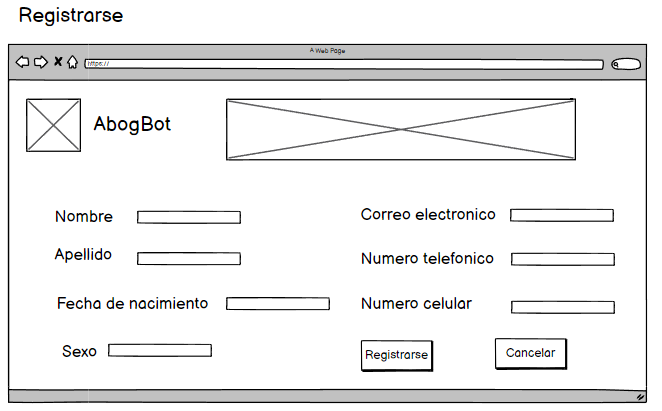 Registrarse
A Web Page
https://
AbogBot
Nombre
Correo electronico
Apellido
Numero telefonico
Fecha de nacimiento
Numero celular
Sexo
Registrarse
Cancelar